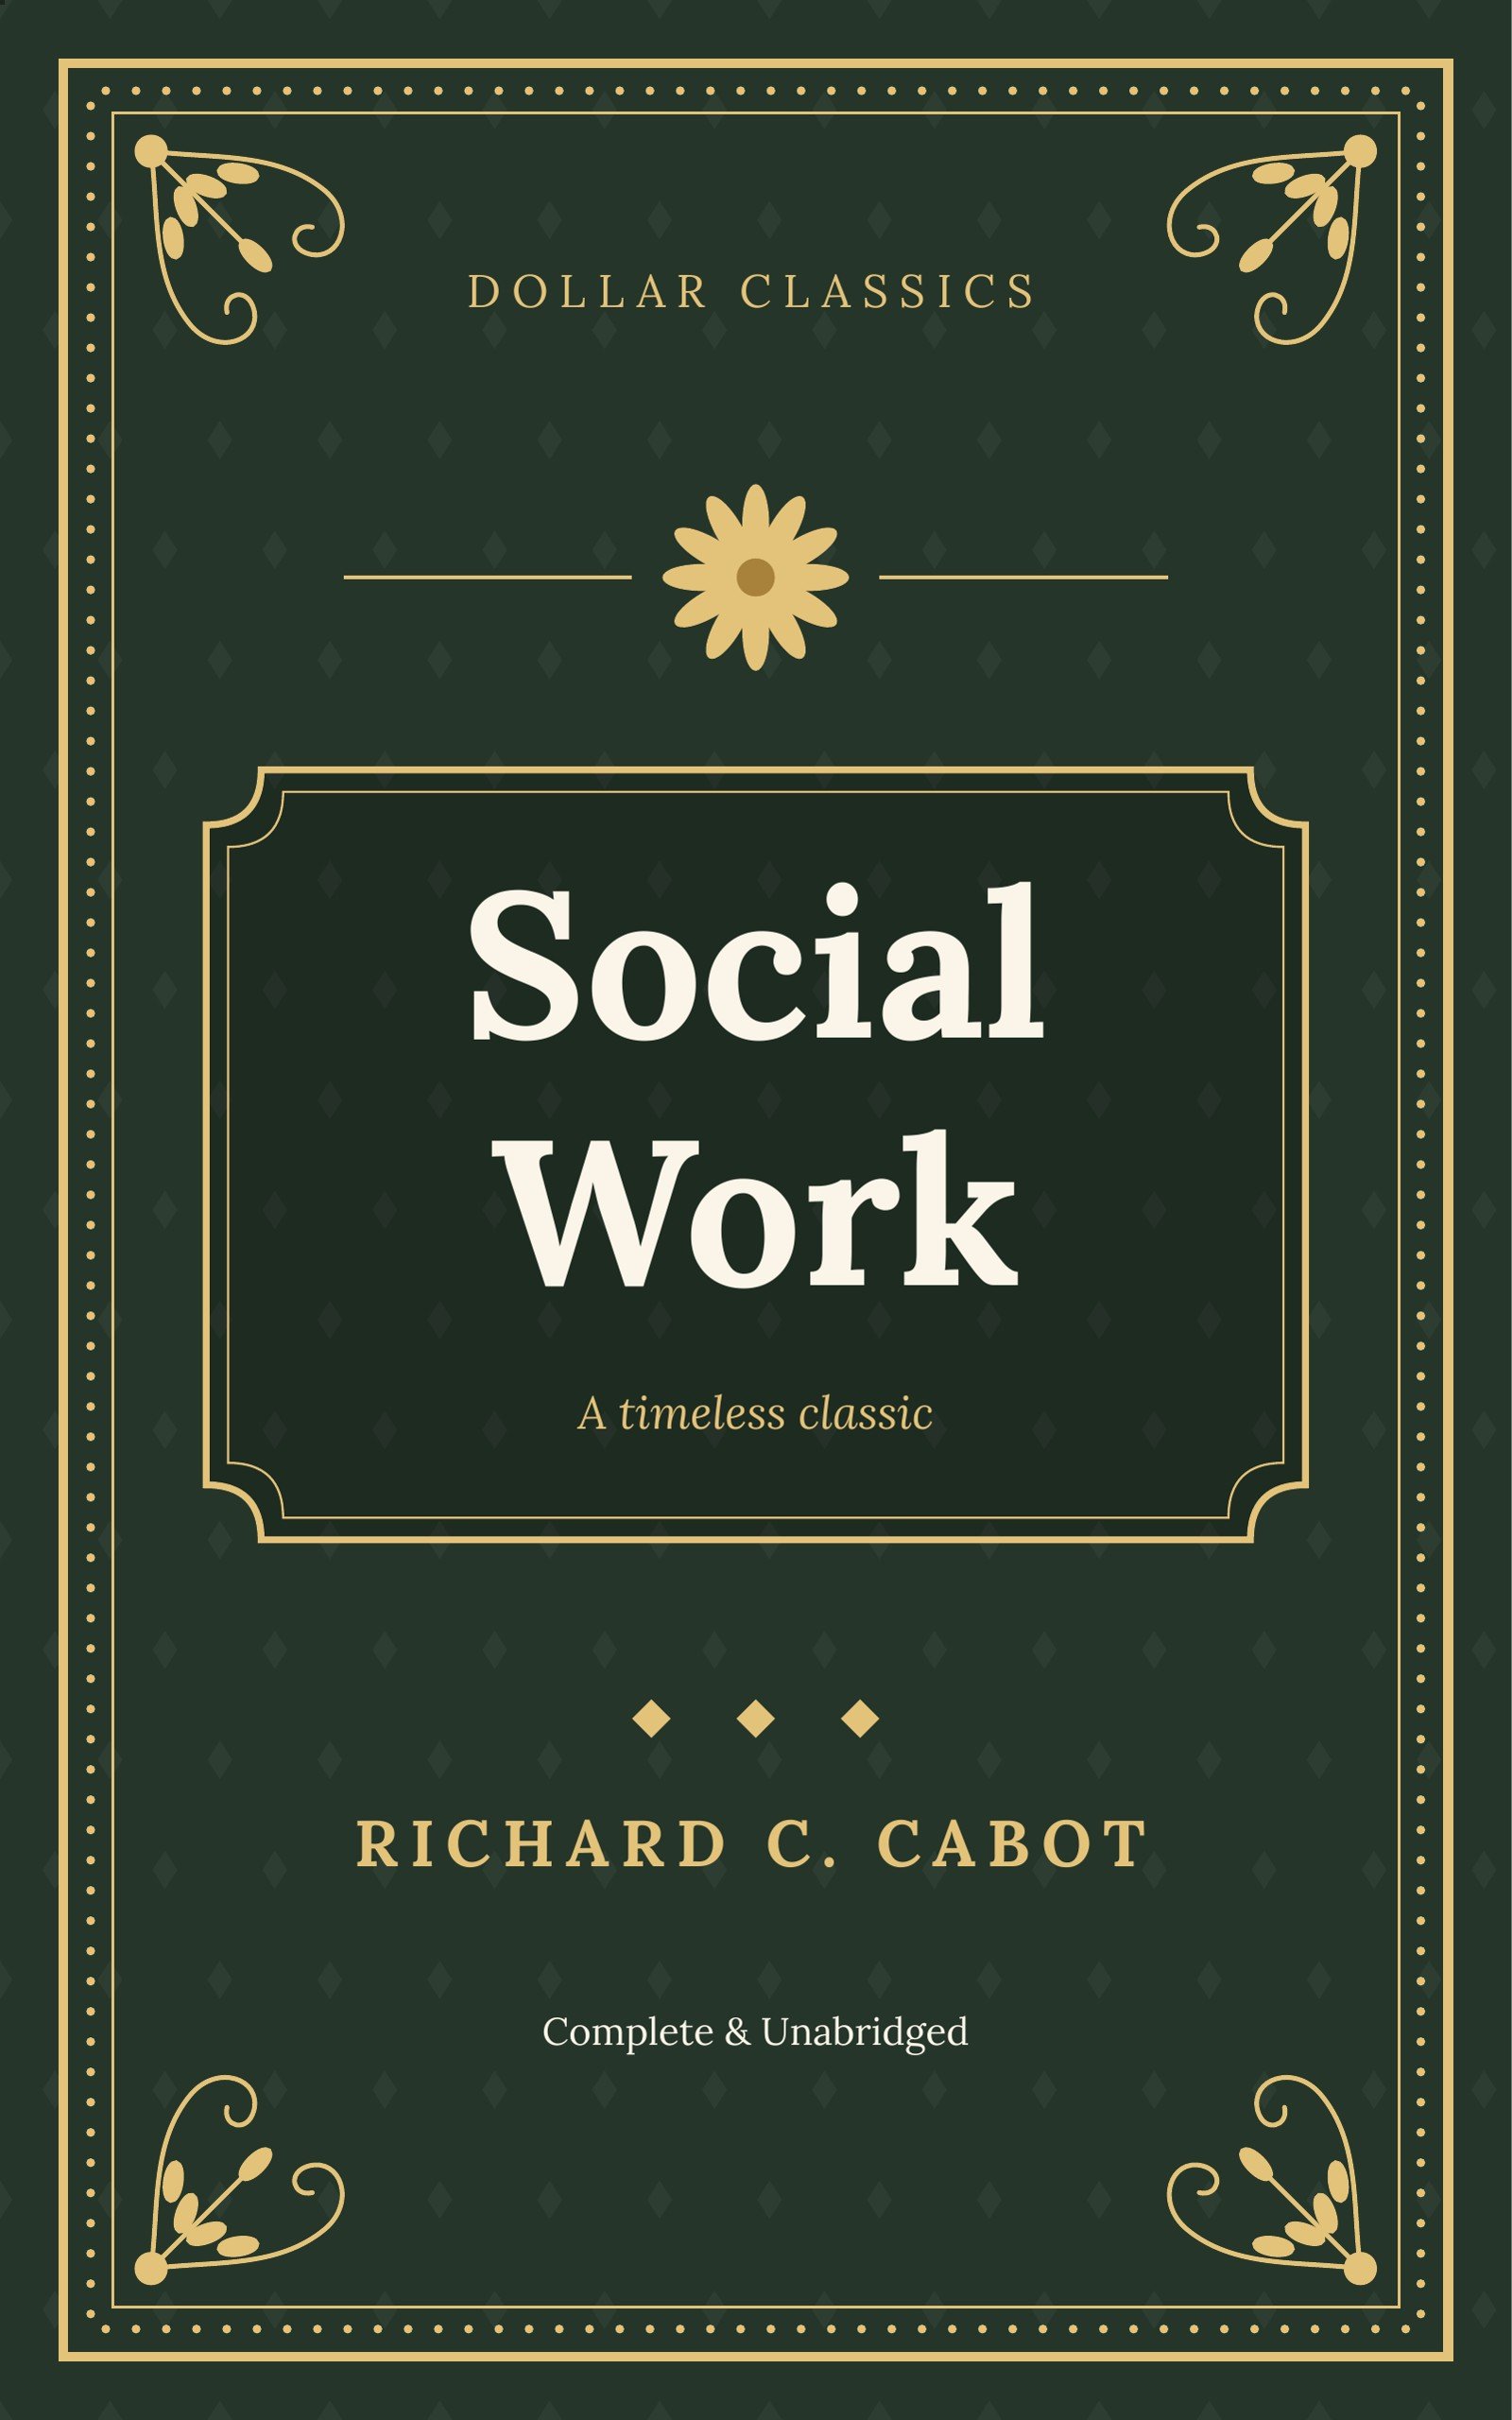 DOLLAR CLASSICS
Social
Work
A timeless classic
RICHARD C. CABOT
Complete & Unabridged